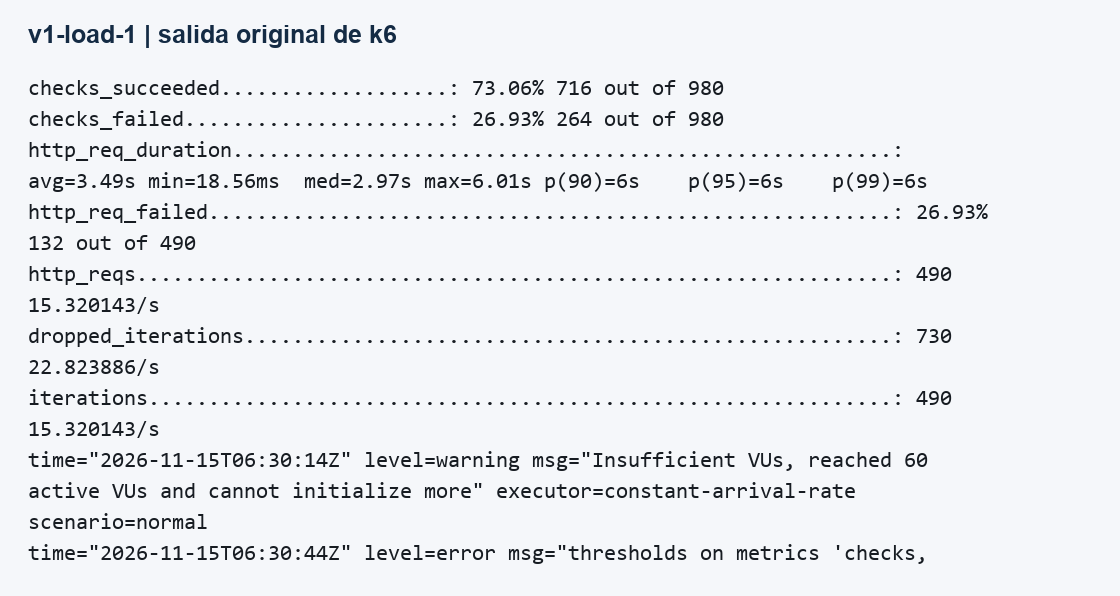 v1-load-1 | salida original de k6
checks_succeeded...................: 73.06% 716 out of 980
checks_failed......................: 26.93% 264 out of 980
http_req_duration.......................................................:
avg=3.49s min=18.56ms  med=2.97s max=6.01s p(90)=6s    p(95)=6s    p(99)=6s
http_req_failed.........................................................: 26.93%
132 out of 490
http_reqs...............................................................: 490
15.320143/s
dropped_iterations......................................................: 730
22.823886/s
iterations..............................................................: 490
15.320143/s
time="2026-11-15T06:30:14Z" level=warning msg="Insufficient VUs, reached 60
active VUs and cannot initialize more" executor=constant-arrival-rate
scenario=normal
time="2026-11-15T06:30:44Z" level=error msg="thresholds on metrics 'checks,